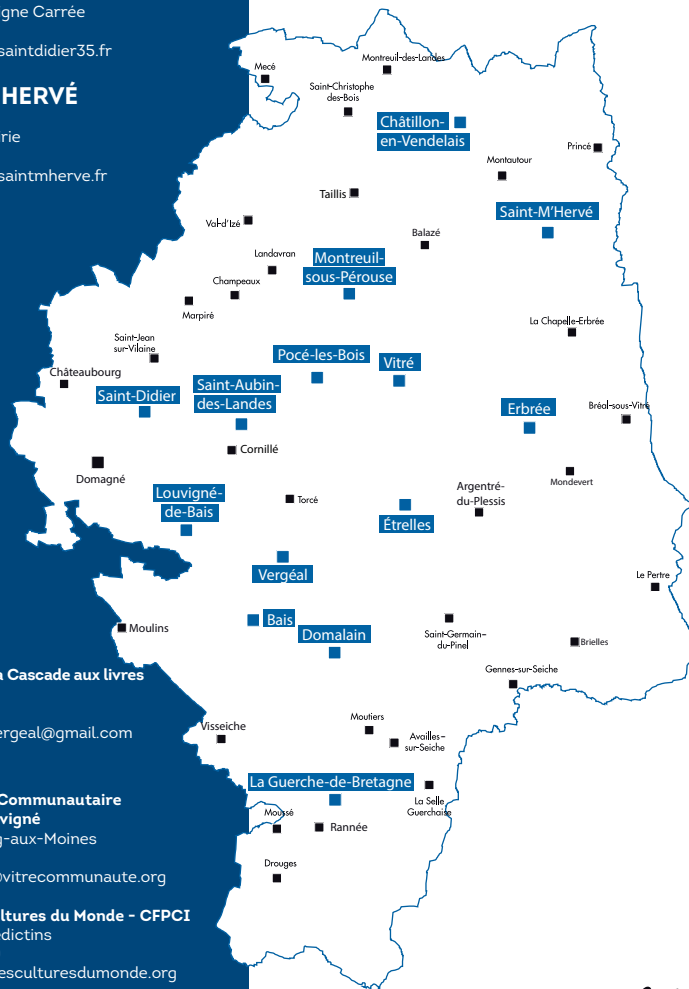 igne Carrée
saintdidier35.fr
HERVÉ
rie
saintmherve.fr
a Cascade aux livres
ergeal@gmail.com
Communautaire
vigné
g-aux-Moines
@vitrecommunaute.org
ltures du Monde - CFPCI
édictins
esculturesdumonde.org
Mecé
Montreuil-des-Landes
Saint-Christophe
des-Bois
Châtillon-
en-Vendelais
Princé
Montautour
Taillis
Saint-M'Hervé
Val-d'Izé
Balazé
Landavran
Montreuil-
sous-Pérouse
Champeaux
Marpiré
La Chapelle-Erbrée
Saint-Jean
sur-Vilaine
Pocé-les-Bois
Vitré
Châteaubourg
Saint-Didier
Saint-Aubin-
des-Landes
Erbrée
Bréal-sous-Vitré
Cornillé
Domagné
Mondevert
Argentré-
du-Plessis
Louvigné-
de-Bais
Torcé
Étrelles
Vergéal
Le Pertre
Bais
Moulins
Domalain
Saint-Germain-
du-Pinel
Brielles
Gennes-sur-Seiche
Visseiche
Moutiers
Availles-
sur-Seiche
La Guerche-de-Bretagne
La Selle
Guerchaise
Moussé
Rannée
Drouges